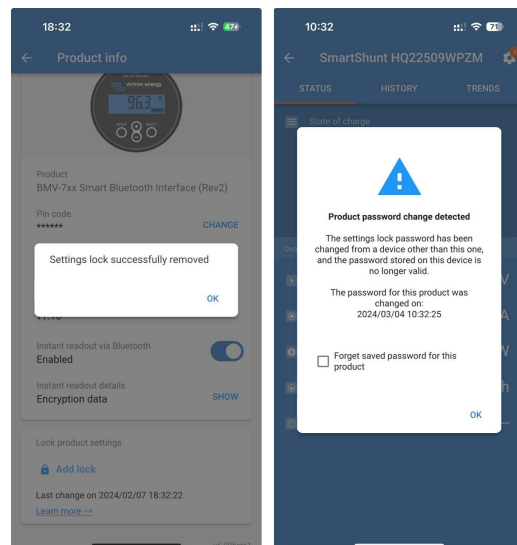 18:32
47
Product info
victron energy
96.3
Product
BMV-7xx Smart Bluetooth Interface (Rev2)
Pin code
******
CHANGE
Settings lock successfully removed
OK
Instant readout via Bluetooth
Enabled
Instant readout details
Encryption data
SHOW
Lock product settings
Add lock
Last change on 2024/02/07 18:32:22
Learn more →
10:32
71
SmartShunt HQ22509WPZM
STATUS
HISTORY
TRENDS
State of charge
Product password change detected
The settings lock password has been
changed from a device other than this one,
and the password stored on this device is
no longer valid.
The password for this product was
changed on:
2024/03/04 10:32:25
Forget saved password for this
product
OK
V
A
W
h